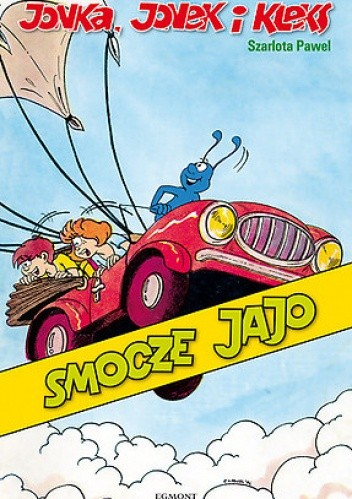 JONKA, JONEK i KLEKS
Szarlota Pawel
SMOCZE JAJO
EGMONT